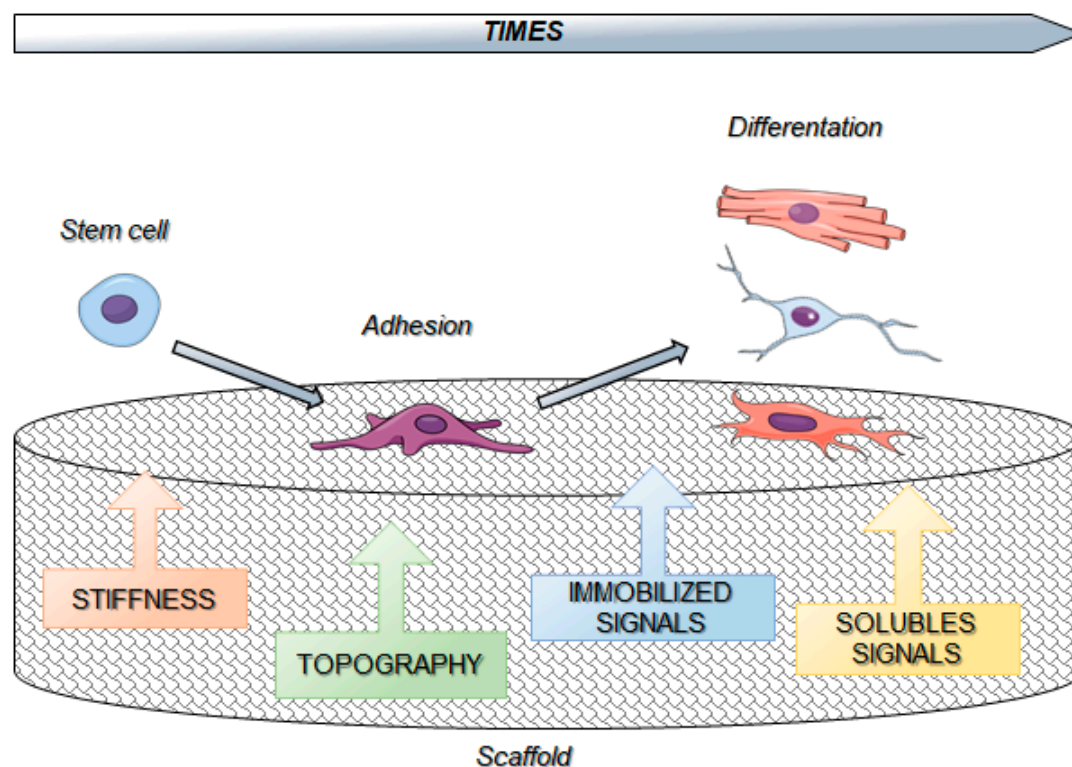 TIMES
Differentation
Stem cell
Adhesion
STIFFNESS
TOPOGRAPHY
IMMOBILIZED
SIGNALS
SOLUBLES
SIGNALS
Scaffold